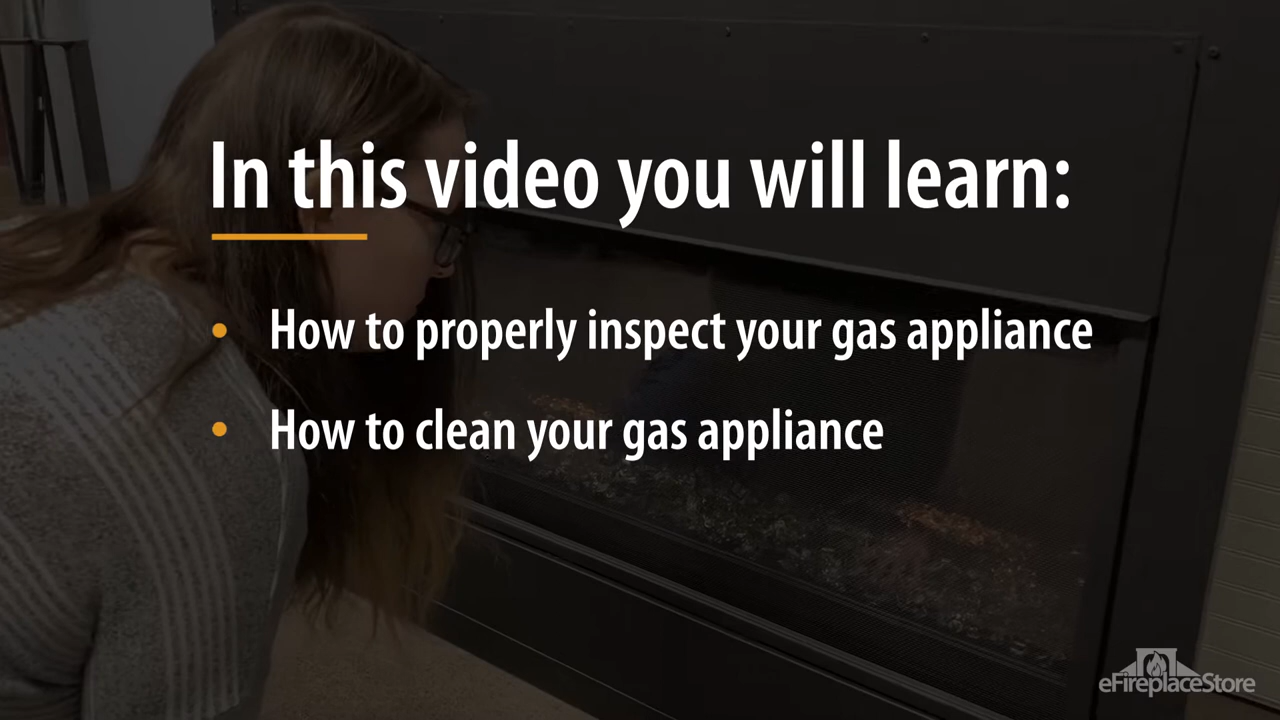 In this video you will learn:
• How to properly inspect your gas appliance
• How to clean your gas appliance
eFireplaceStore